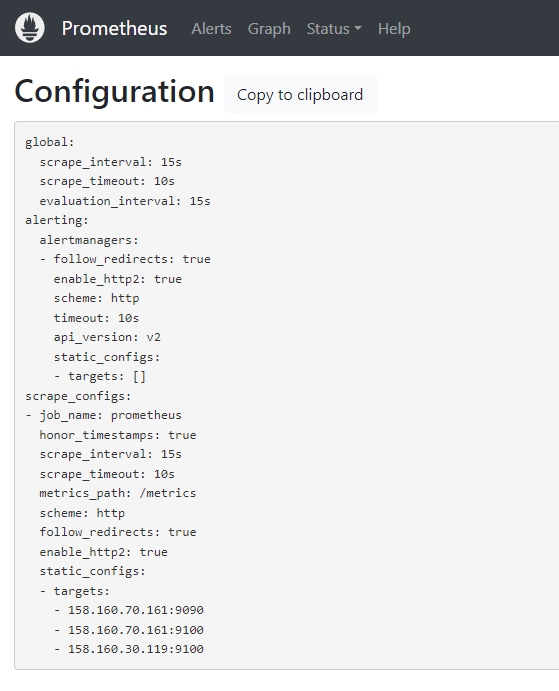 Prometheus Alerts Graph Status Help
Configuration Copy to clipboard
global:
  scrape_interval: 15s
  scrape_timeout: 10s
  evaluation_interval: 15s
alerting:
  alertmanagers:
  - follow_redirects: true
    enable_http2: true
    scheme: http
    timeout: 10s
    api_version: v2
    static_configs:
    - targets: []
scrape_configs:
- job_name: prometheus
  honor_timestamps: true
  scrape_interval: 15s
  scrape_timeout: 10s
  metrics_path: /metrics
  scheme: http
  follow_redirects: true
  enable_http2: true
  static_configs:
  - targets:
    - 158.160.70.161:9090
    - 158.160.70.161:9100
    - 158.160.30.119:9100